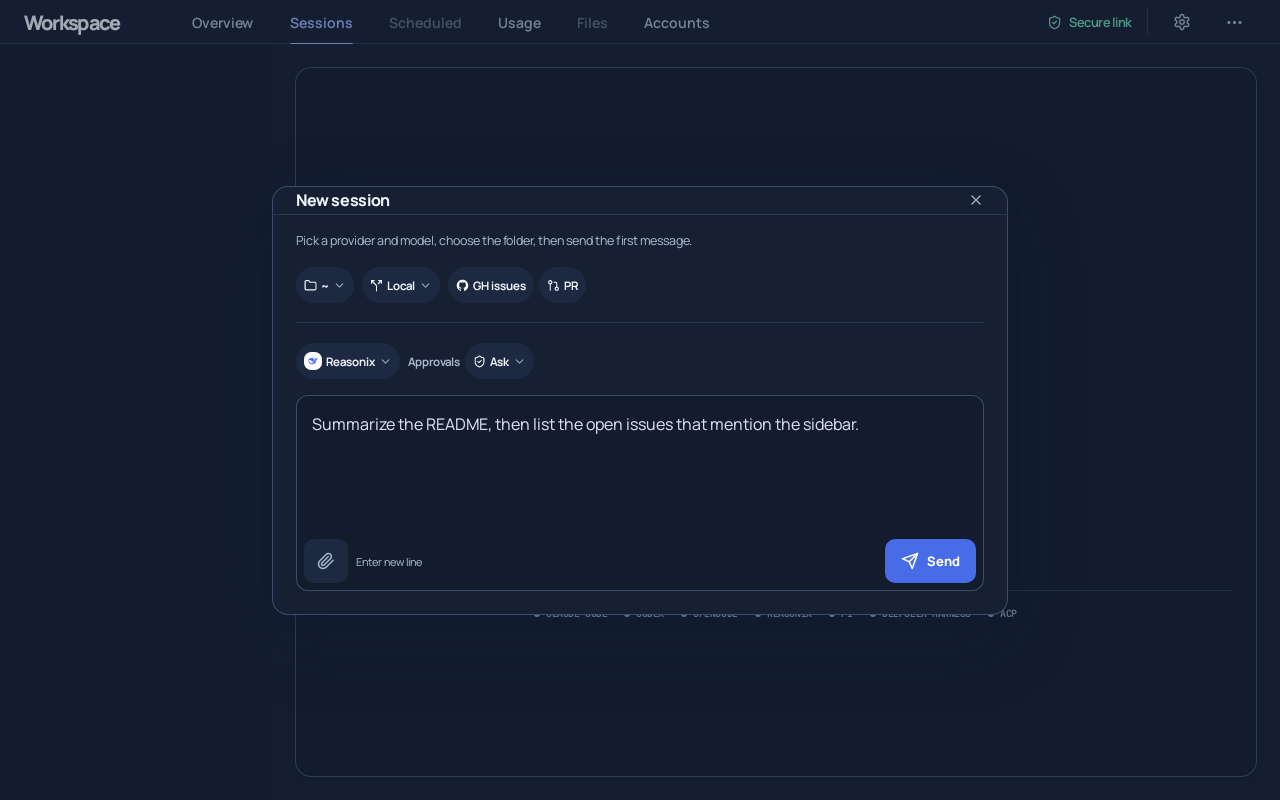 Workspace
Overview Sessions Scheduled Usage Files Accounts
Secure link
New session
Pick a provider and model, choose the folder, then send the first message.
~ Local GH issues PR
Reasonix Approvals Ask
Summarize the README, then list the open issues that mention the sidebar.
Enter new line
Send
ACP